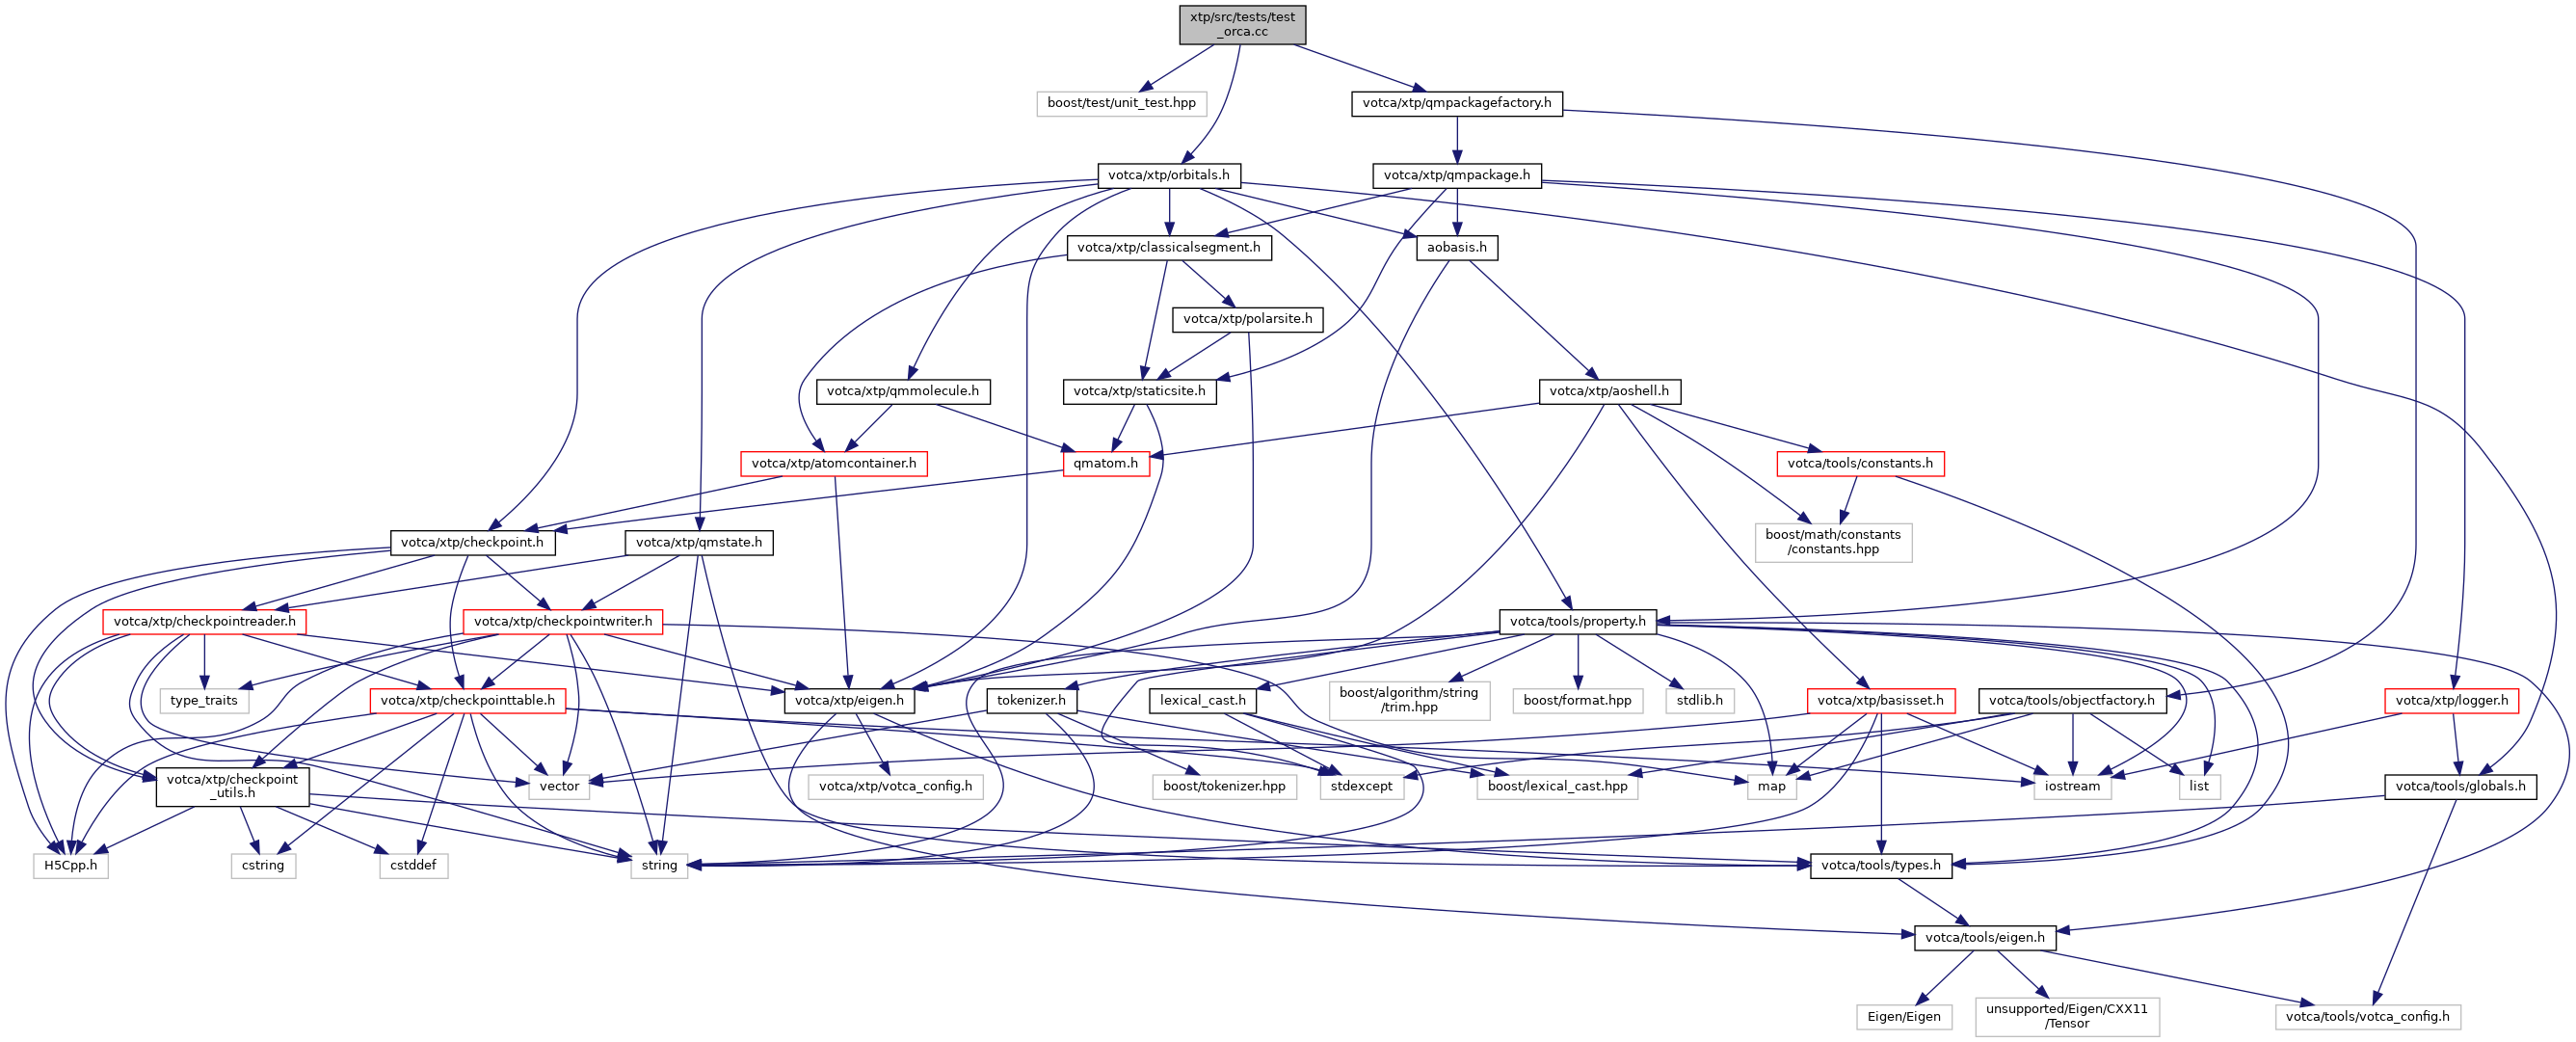 xtp/src/tests/test
_orca.cc
boost/test/unit_test.hpp
votca/xtp/qmpackagefactory.h
votca/xtp/orbitals.h
votca/xtp/qmpackage.h
votca/xtp/classicalsegment.h
aobasis.h
votca/xtp/polarsite.h
votca/xtp/qmmolecule.h
votca/xtp/staticsite.h
votca/xtp/aoshell.h
votca/xtp/atomcontainer.h
qmatom.h
votca/tools/constants.h
votca/xtp/checkpoint.h
votca/xtp/qmstate.h
boost/math/constants
/constants.hpp
votca/xtp/checkpointreader.h
votca/xtp/checkpointwriter.h
votca/tools/property.h
type_traits
votca/xtp/checkpointtable.h
votca/xtp/eigen.h
tokenizer.h
lexical_cast.h
boost/algorithm/string
/trim.hpp
boost/format.hpp
stdlib.h
votca/xtp/basisset.h
votca/tools/objectfactory.h
votca/xtp/logger.h
votca/xtp/checkpoint
_utils.h
vector
votca/xtp/votca_config.h
boost/tokenizer.hpp
stdexcept
boost/lexical_cast.hpp
map
iostream
list
votca/tools/globals.h
H5Cpp.h
cstring
cstddef
string
votca/tools/types.h
votca/tools/eigen.h
Eigen/Eigen
unsupported/Eigen/CXX11
/Tensor
votca/tools/votca_config.h